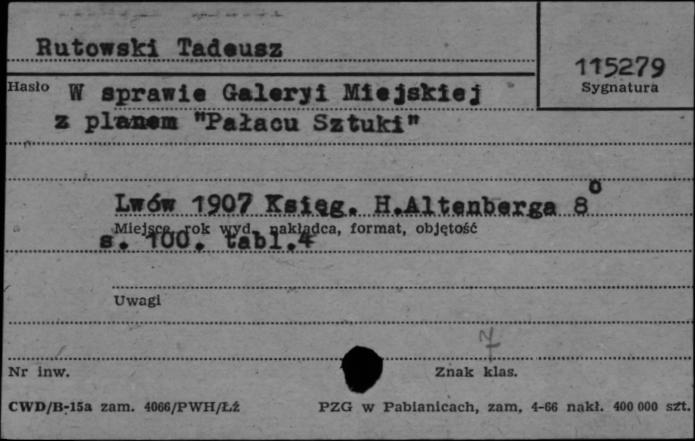 Rutowski Tadeusz
115279
Sygnatura
Hasło W sprawie Galeryi Miejskiej
z planem "Pałacu Sztuki"
Lwów 1907 Księg. H.Altenberga 8o
Miejsce, rok wyd., nakładca, format, objętość
s. 100. tabl.4
Uwagi
Nr inw.
Znak klas.
CWD/B-15a zam. 4066/PWH/Łź
PZG w Pabianicach, zam. 4-66 nakł. 400 000 szt.